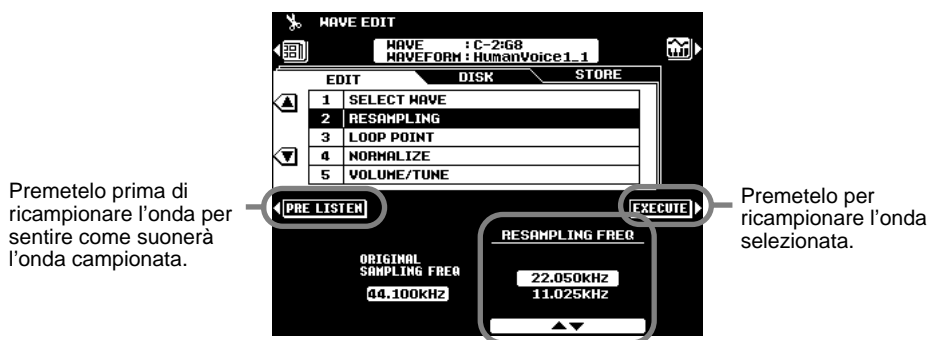 WAVE EDIT
WAVE : C-2:G8
WAVEFORM : HumanVoice1_1
EDIT DISK STORE
1 SELECT WAVE
2 RESAMPLING
3 LOOP POINT
4 NORMALIZE
5 VOLUME/TUNE
Premetelo prima di
ricampionare l'onda per
sentire come suonerà
l'onda campionata.
PRE LISTEN
EXECUTE
Premetelo per
ricampionare l'onda
selezionata.
RESAMPLING FREQ
ORIGINAL
SAMPLING FREQ
44.100kHz
22.050kHz
11.025kHz